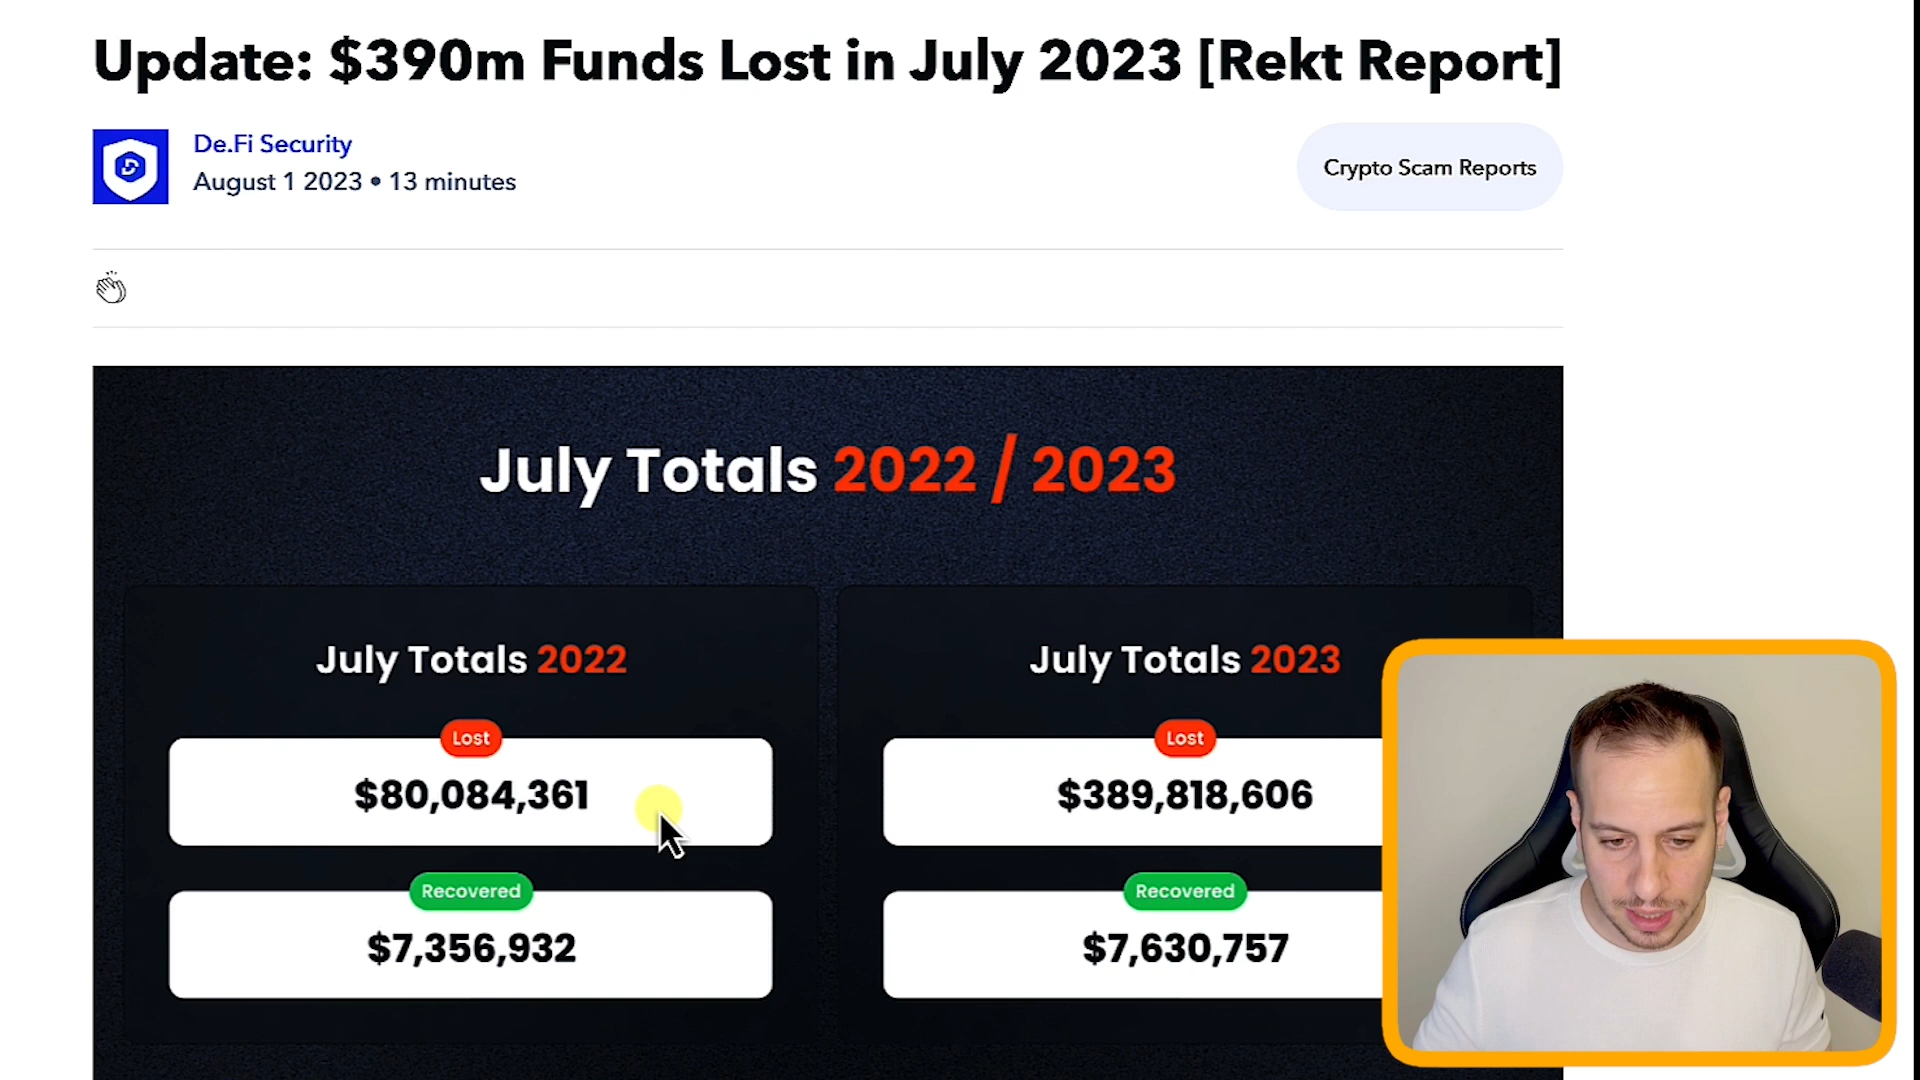 Update: $390m Funds Lost in July 2023 [Rekt Report]
De.Fi Security
August 1 2023 • 13 minutes
Crypto Scam Reports
July Totals 2022 / 2023
July Totals 2022
Lost
$80,084,361
Recovered
$7,356,932
July Totals 2023
Lost
$389,818,606
Recovered
$7,630,757